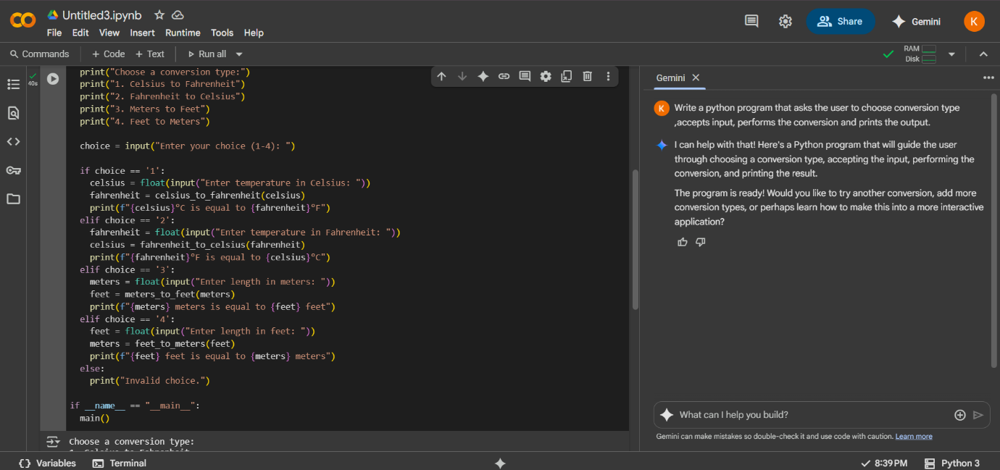 Untitled3.ipynb
File Edit View Insert Runtime Tools Help
Share
Gemini
K
Commands + Code + Text Run all
RAM
Disk
40s
print("Choose a conversion type:")
print("1. Celsius to Fahrenheit")
print("2. Fahrenheit to Celsius")
print("3. Meters to Feet")
print("4. Feet to Meters")
choice = input("Enter your choice (1-4): ")
if choice == '1':
celsius = float(input("Enter temperature in Celsius: "))
fahrenheit = celsius_to_fahrenheit(celsius)
print(f"{celsius}°C is equal to {fahrenheit}°F")
elif choice == '2':
fahrenheit = float(input("Enter temperature in Fahrenheit: "))
celsius = fahrenheit_to_celsius(fahrenheit)
print(f"{fahrenheit}°F is equal to {celsius}°C")
elif choice == '3':
meters = float(input("Enter length in meters: "))
feet = meters_to_feet(meters)
print(f"{meters} meters is equal to {feet} feet")
elif choice == '4':
feet = float(input("Enter length in feet: "))
meters = feet_to_meters(feet)
print(f"{feet} feet is equal to {meters} meters")
else:
print("Invalid choice.")
if __name__ == "__main__":
main()
Choose a conversion type:
1. Celsius to Fahrenheit
Gemini
K
Write a python program that asks the user to choose conversion type
,accepts input, performs the conversion and prints the output.
I can help with that! Here's a Python program that will guide the user
through choosing a conversion type, accepting the input, performing the
conversion, and printing the result.
The program is ready! Would you like to try another conversion, add more
conversion types, or perhaps learn how to make this into a more interactive
application?
What can I help you build?
Gemini can make mistakes so double-check it and use code with caution. Learn more
Variables Terminal
8:39 PM Python 3